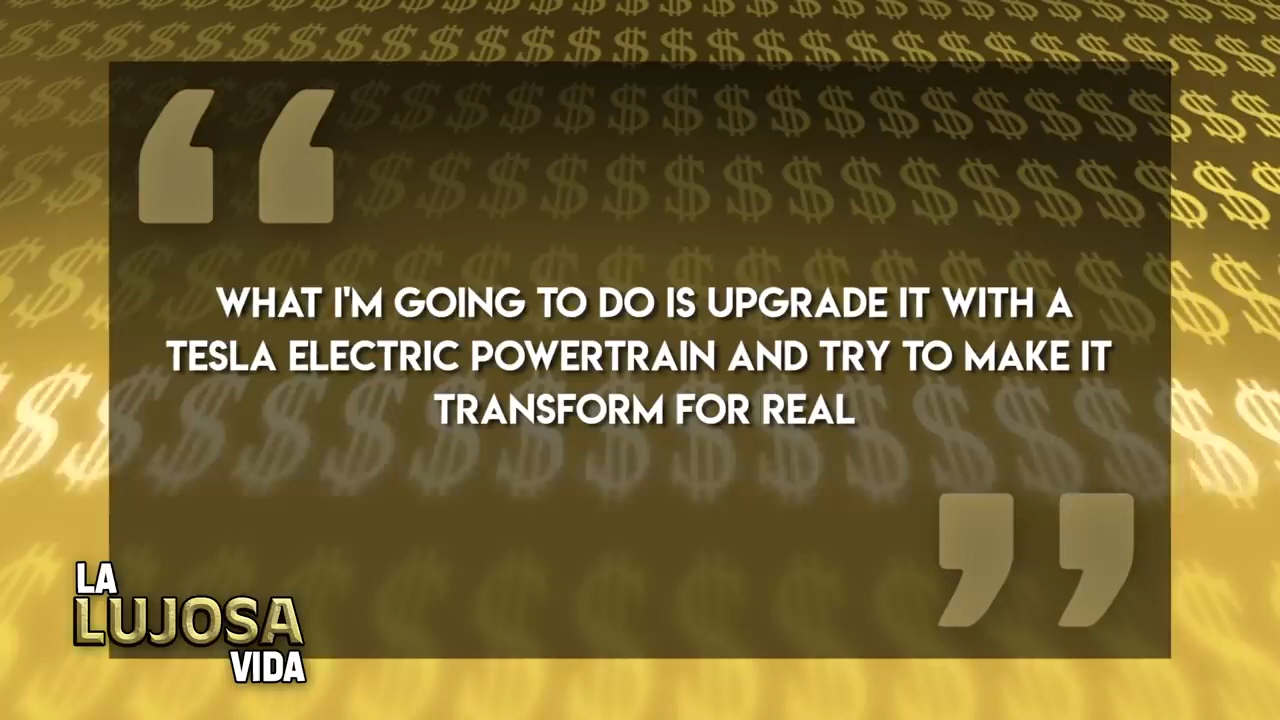 WHAT I'M GOING TO DO IS UPGRADE IT WITH A
TESLA ELECTRIC POWERTRAIN AND TRY TO MAKE IT
TRANSFORM FOR REAL
LA
LUJOSA
VIDA